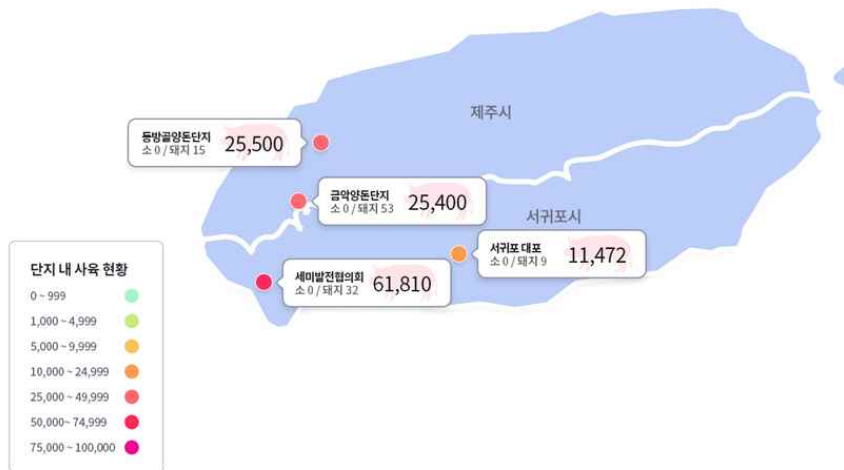 제주시
동방골양돈단지
소 0 / 돼지 15
25,500
금악양돈단지
소 0 / 돼지 53
25,400
서귀포시
서귀포 대포
소 0 / 돼지 9
11,472
세미발전협의회
소 0 / 돼지 32
61,810
단지 내 사육 현황
0 ~ 999
1,000 ~ 4,999
5,000 ~ 9,999
10,000 ~ 24,999
25,000 ~ 49,999
50,000~ 74,999
75,000 ~ 100,000